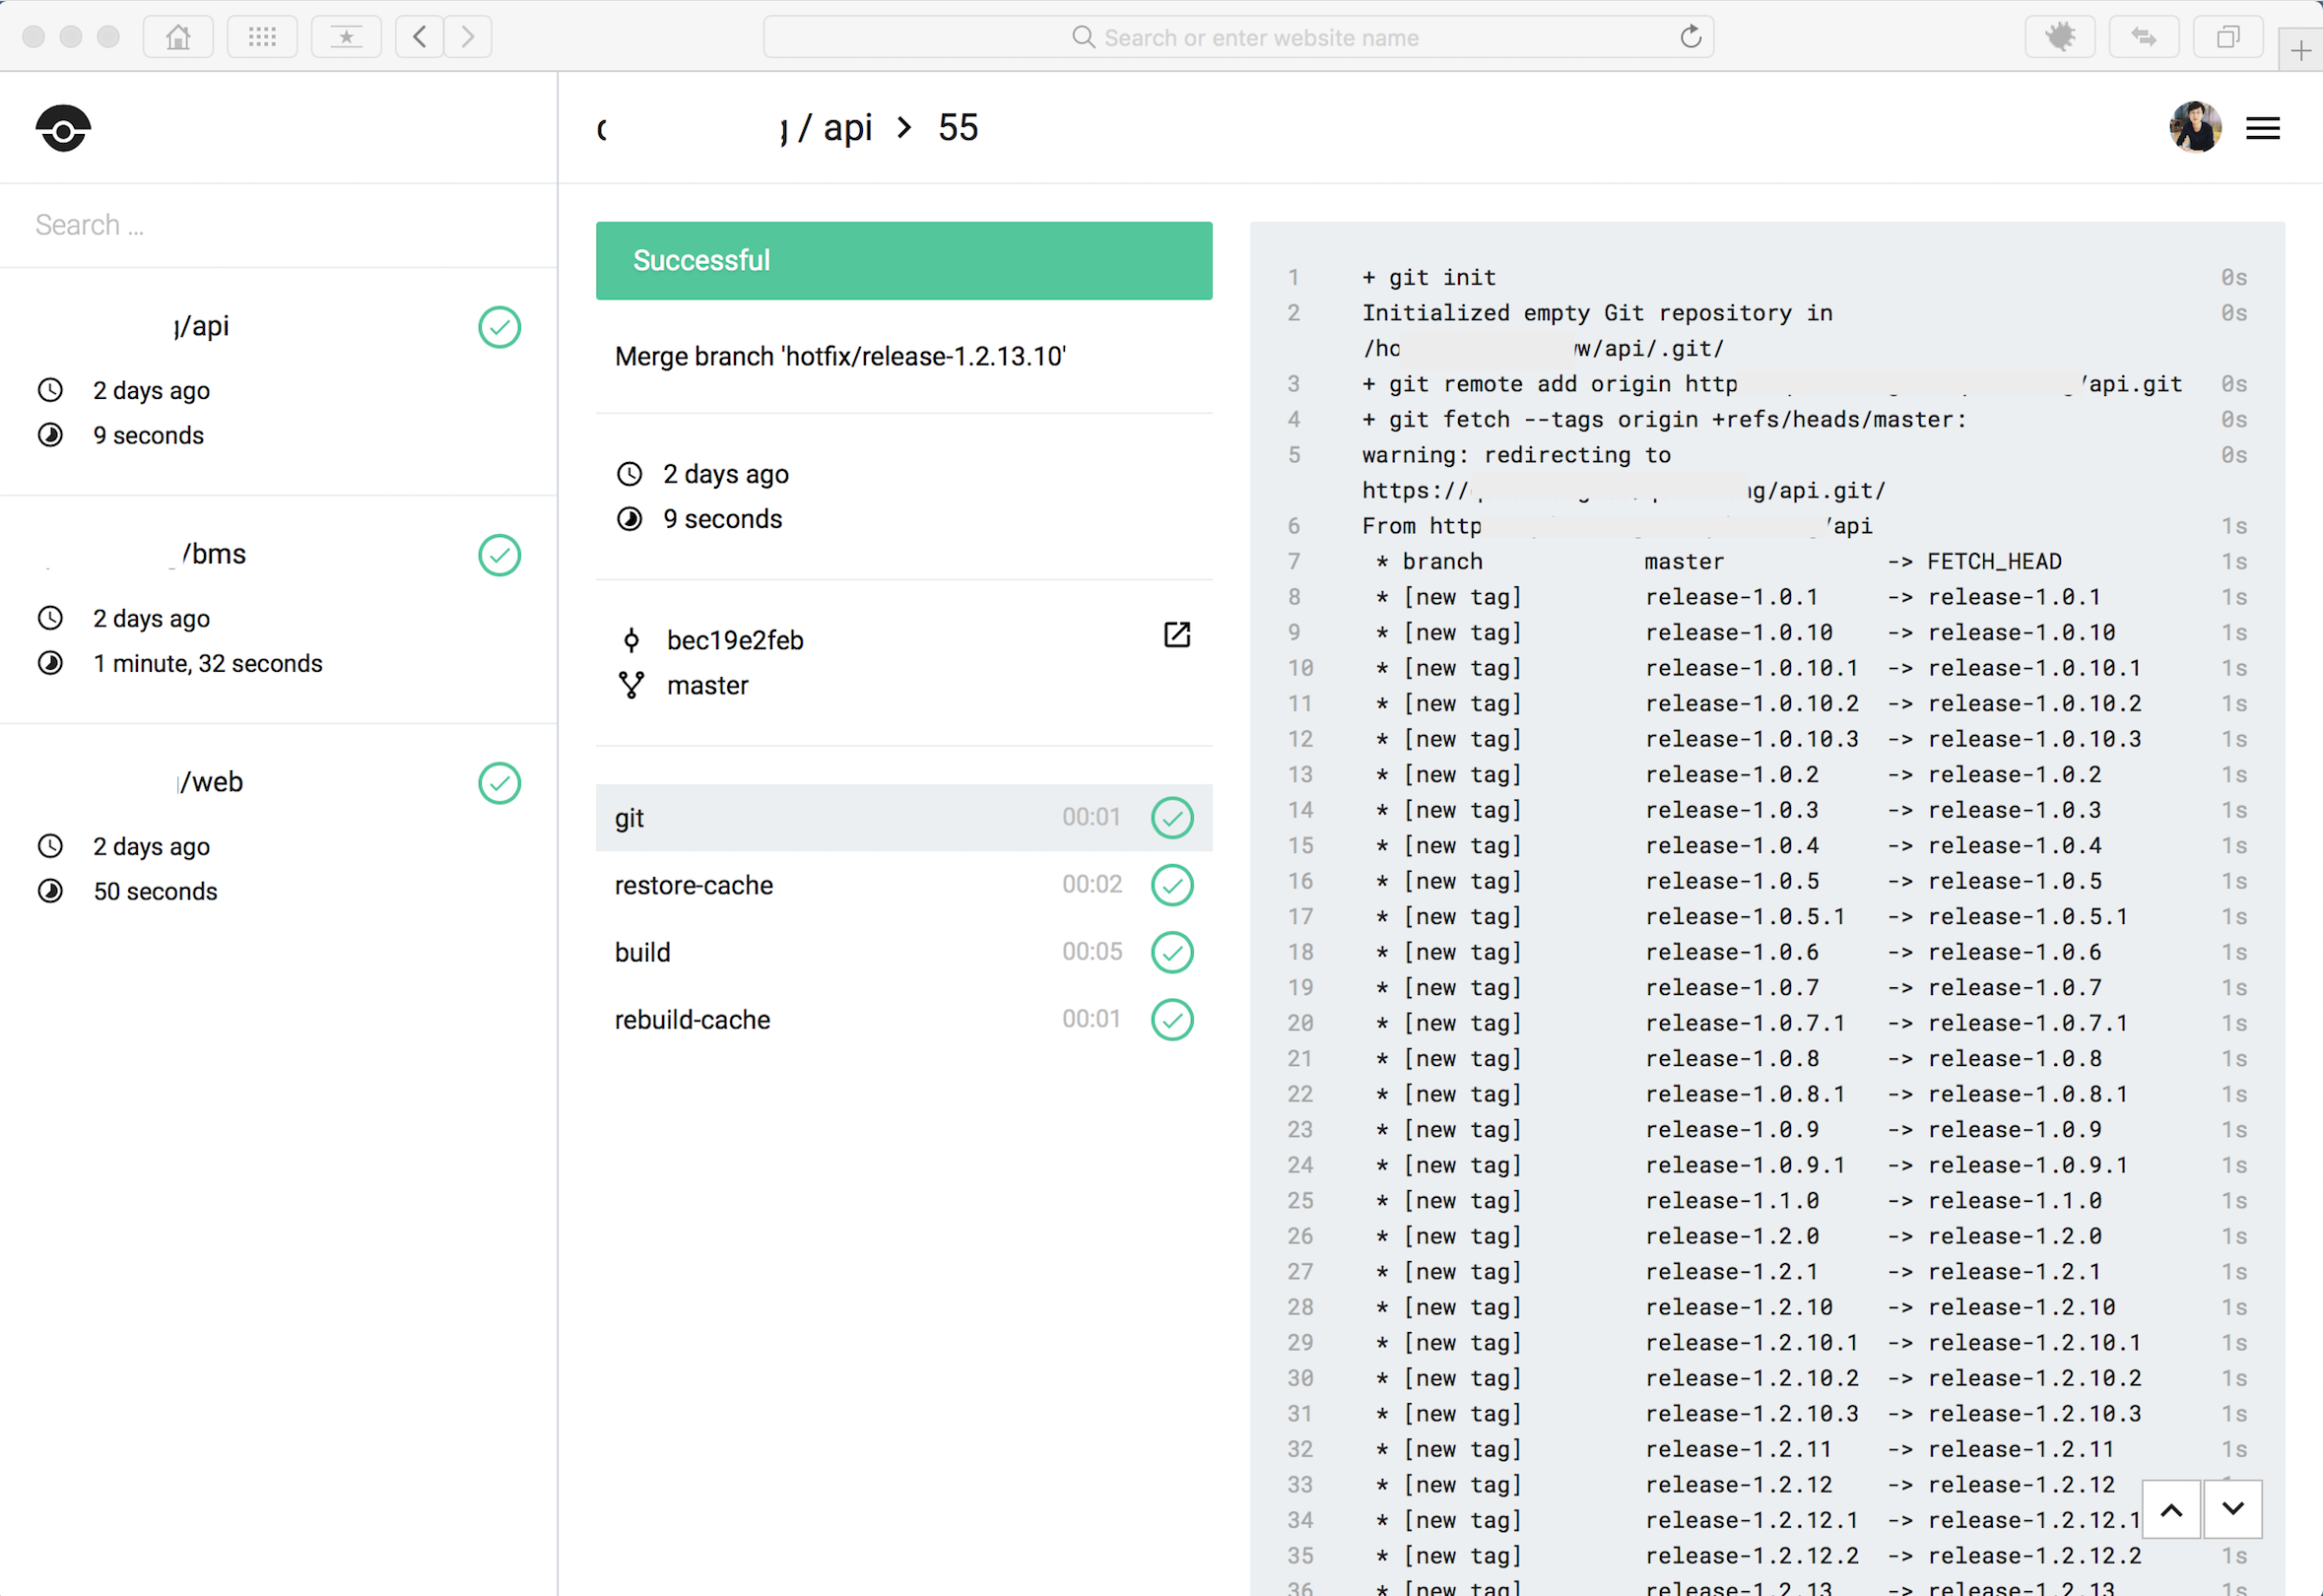 Search or enter website name
/ api > 55
Search ...
/api
2 days ago
9 seconds
/bms
2 days ago
1 minute, 32 seconds
/web
2 days ago
50 seconds
Successful
Merge branch 'hotfix/release-1.2.13.10'
2 days ago
9 seconds
bec19e2feb
master
git 00:01
restore-cache 00:02
build 00:05
rebuild-cache 00:01
1 + git init 0s
2 Initialized empty Git repository in 0s
/api/.git/
3 + git remote add origin http /api.git 0s
4 + git fetch --tags origin +refs/heads/master: 0s
5 warning: redirecting to 0s
https:// g/api.git/
6 From http /api 1s
7 * branch master -> FETCH_HEAD 1s
8 * [new tag] release-1.0.1 -> release-1.0.1 1s
9 * [new tag] release-1.0.10 -> release-1.0.10 1s
10 * [new tag] release-1.0.10.1 -> release-1.0.10.1 1s
11 * [new tag] release-1.0.10.2 -> release-1.0.10.2 1s
12 * [new tag] release-1.0.10.3 -> release-1.0.10.3 1s
13 * [new tag] release-1.0.2 -> release-1.0.2 1s
14 * [new tag] release-1.0.3 -> release-1.0.3 1s
15 * [new tag] release-1.0.4 -> release-1.0.4 1s
16 * [new tag] release-1.0.5 -> release-1.0.5 1s
17 * [new tag] release-1.0.5.1 -> release-1.0.5.1 1s
18 * [new tag] release-1.0.6 -> release-1.0.6 1s
19 * [new tag] release-1.0.7 -> release-1.0.7 1s
20 * [new tag] release-1.0.7.1 -> release-1.0.7.1 1s
21 * [new tag] release-1.0.8 -> release-1.0.8 1s
22 * [new tag] release-1.0.8.1 -> release-1.0.8.1 1s
23 * [new tag] release-1.0.9 -> release-1.0.9 1s
24 * [new tag] release-1.0.9.1 -> release-1.0.9.1 1s
25 * [new tag] release-1.1.0 -> release-1.1.0 1s
26 * [new tag] release-1.2.0 -> release-1.2.0 1s
27 * [new tag] release-1.2.1 -> release-1.2.1 1s
28 * [new tag] release-1.2.10 -> release-1.2.10 1s
29 * [new tag] release-1.2.10.1 -> release-1.2.10.1 1s
30 * [new tag] release-1.2.10.2 -> release-1.2.10.2 1s
31 * [new tag] release-1.2.10.3 -> release-1.2.10.3 1s
32 * [new tag] release-1.2.11 -> release-1.2.11 1s
33 * [new tag] release-1.2.12 -> release-1.2.12
34 * [new tag] release-1.2.12.1 -> release-1.2.12.1
35 * [new tag] release-1.2.12.2 -> release-1.2.12.2 1s
36 * [new tag] release-1.2.13 -> release-1.2.13 1s